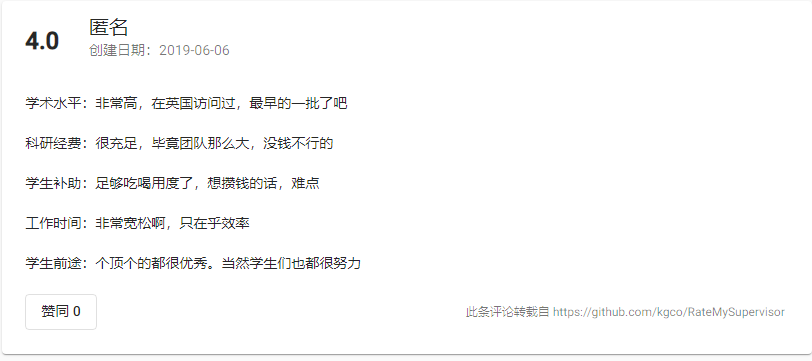 4.0
匿名
创建日期：2019-06-06
学术水平：非常高，在英国访问过，最早的一批了吧
科研经费：很充足，毕竟团队那么大，没钱不行的
学生补助：足够吃喝用度了，想攒钱的话，难点
工作时间：非常宽松啊，只在乎效率
学生前途：个顶个的都很优秀。当然学生们也都很努力
赞同 0
此条评论转载自 https://github.com/kgco/RateMySupervisor